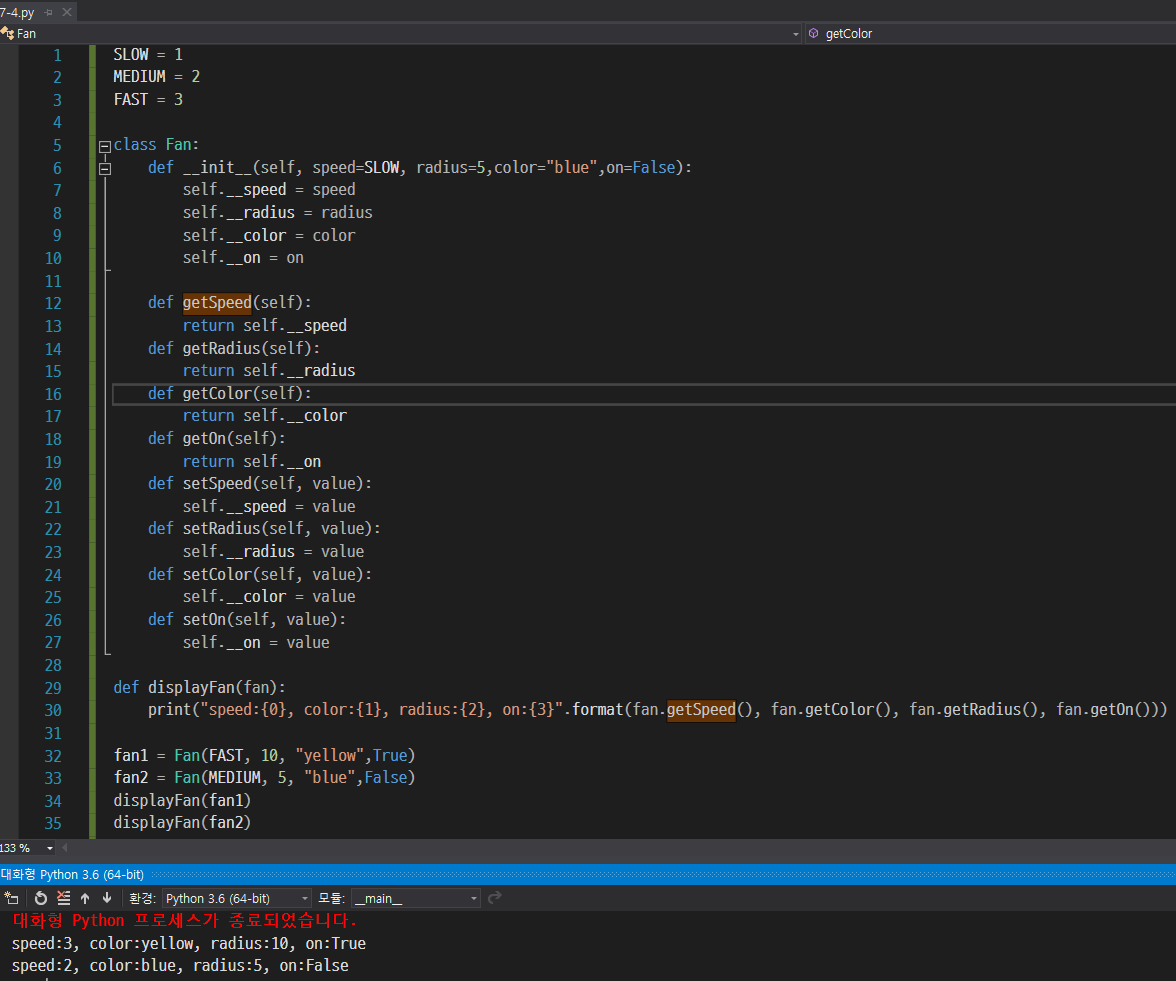 7-4.py
Fan getColor
1 SLOW = 1
2 MEDIUM = 2
3 FAST = 3
4
5 class Fan:
6     def __init__(self, speed=SLOW, radius=5,color="blue",on=False):
7         self.__speed = speed
8         self.__radius = radius
9         self.__color = color
10         self.__on = on
11
12     def getSpeed(self):
13         return self.__speed
14     def getRadius(self):
15         return self.__radius
16     def getColor(self):
17         return self.__color
18     def getOn(self):
19         return self.__on
20     def setSpeed(self, value):
21         self.__speed = value
22     def setRadius(self, value):
23         self.__radius = value
24     def setColor(self, value):
25         self.__color = value
26     def setOn(self, value):
27         self.__on = value
28
29 def displayFan(fan):
30     print("speed:{0}, color:{1}, radius:{2}, on:{3}".format(fan.getSpeed(), fan.getColor(), fan.getRadius(), fan.getOn()))
31
32 fan1 = Fan(FAST, 10, "yellow",True)
33 fan2 = Fan(MEDIUM, 5, "blue",False)
34 displayFan(fan1)
35 displayFan(fan2)
133 %
대화형 Python 3.6 (64-bit)
환경: Python 3.6 (64-bit) 모듈: __main__
대화형 Python 프로세스가 종료되었습니다.
speed:3, color:yellow, radius:10, on:True
speed:2, color:blue, radius:5, on:False